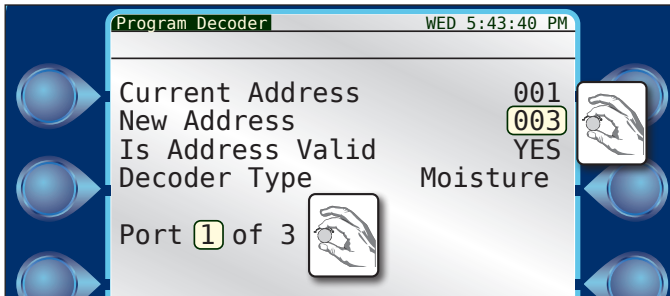 Program Decoder WED 5:43:40 PM
Current Address 001
New Address 003
Is Address Valid YES
Decoder Type Moisture
Port 1 of 3